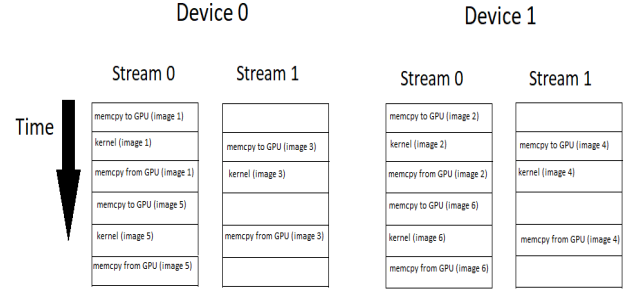 Device 0
Device 1
Stream 0
Stream 1
Stream 0
Stream 1
Time
memcpy to GPU (image 1)
memcpy to GPU (image 2)
kernel (image 1)
memcpy to GPU (image 3)
kernel (image 2)
memcpy to GPU (image 4)
memcpy from GPU (image 1)
kernel (image 3)
memcpy from GPU (image 2)
kernel (image 4)
memcpy to GPU (image 5)
memcpy to GPU (image 6)
kernel (image 5)
memcpy from GPU (image 3)
kernel (image 6)
memcpy from GPU (image 4)
memcpy from GPU (image 5)
memcpy from GPU (image 6)